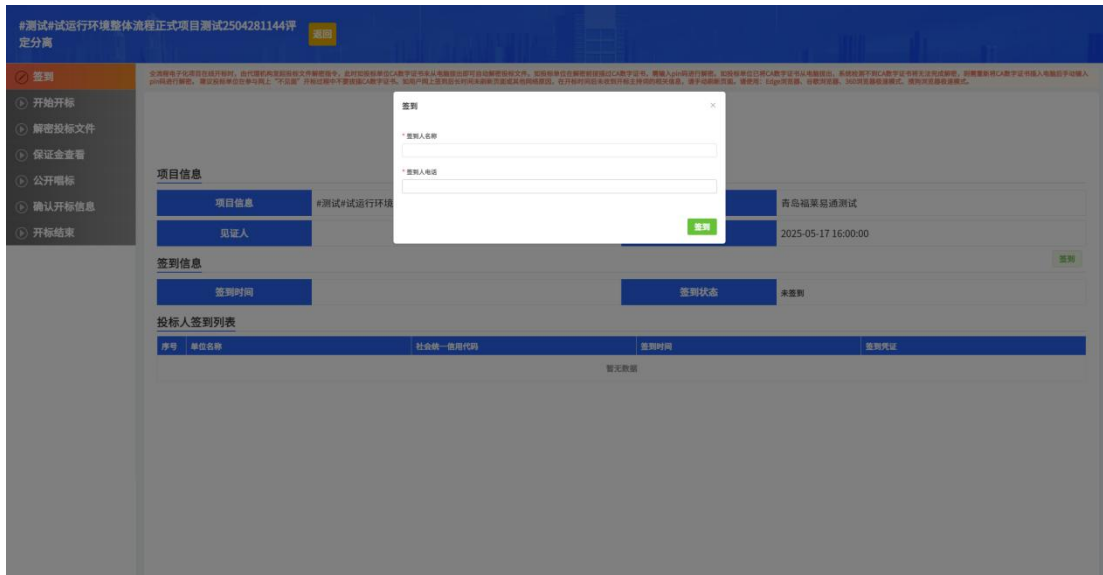 #测试#试运行环境整体流程正式项目测试2504281144评
定分离
返回
签到
开始开标
解密投标文件
保证金查看
公开唱标
确认开标信息
开标结束
签到
×
* 签到人名称
* 签到人电话
签到
项目信息
项目信息
#测试#试运行环境
青岛福莱易通测试
见证人
2025-05-17 16:00:00
签到信息
签到
签到时间
签到状态
未签到
投标人签到列表
序号 单位名称 社会统一信用代码 签到时间 签到凭证
暂无数据